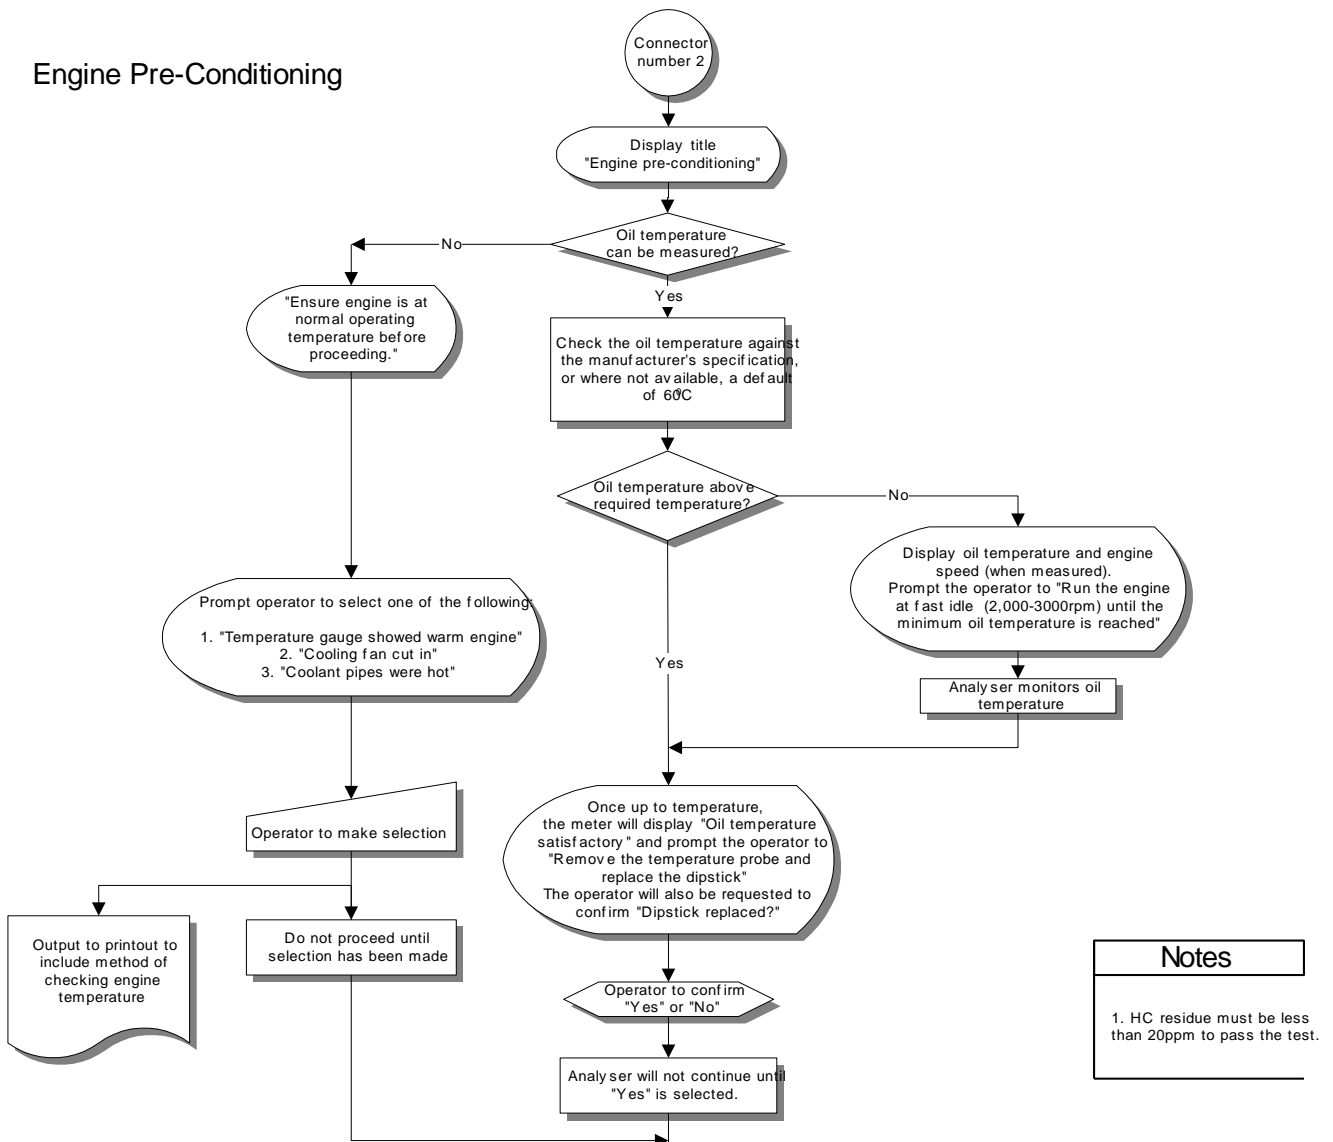 Engine Pre-Conditioning
Connector
number 2
Display title
"Engine pre-conditioning"
Oil temperature
can be measured?
No
Yes
"Ensure engine is at
normal operating
temperature before
proceeding."
Check the oil temperature against
the manufacturer's specification,
or where not available, a default
of 60⁰C
Oil temperature above
required temperature?
No
Display oil temperature and engine
speed (when measured).
Prompt the operator to "Run the engine
at fast idle (2,000-3000rpm) until the
minimum oil temperature is reached"
Prompt operator to select one of the following:
1. "Temperature gauge showed warm engine"
2. "Cooling fan cut in"
3. "Coolant pipes were hot"
Yes
Analyser monitors oil
temperature
Operator to make selection
Once up to temperature,
the meter will display "Oil temperature
satisfactory" and prompt the operator to
"Remove the temperature probe and
replace the dipstick"
The operator will also be requested to
confirm "Dipstick replaced?"
Output to printout to
include method of
checking engine
temperature
Do not proceed until
selection has been made
Operator to confirm
"Yes" or "No"
Analyser will not continue until
"Yes" is selected.
Notes
1. HC residue must be less
than 20ppm to pass the test.